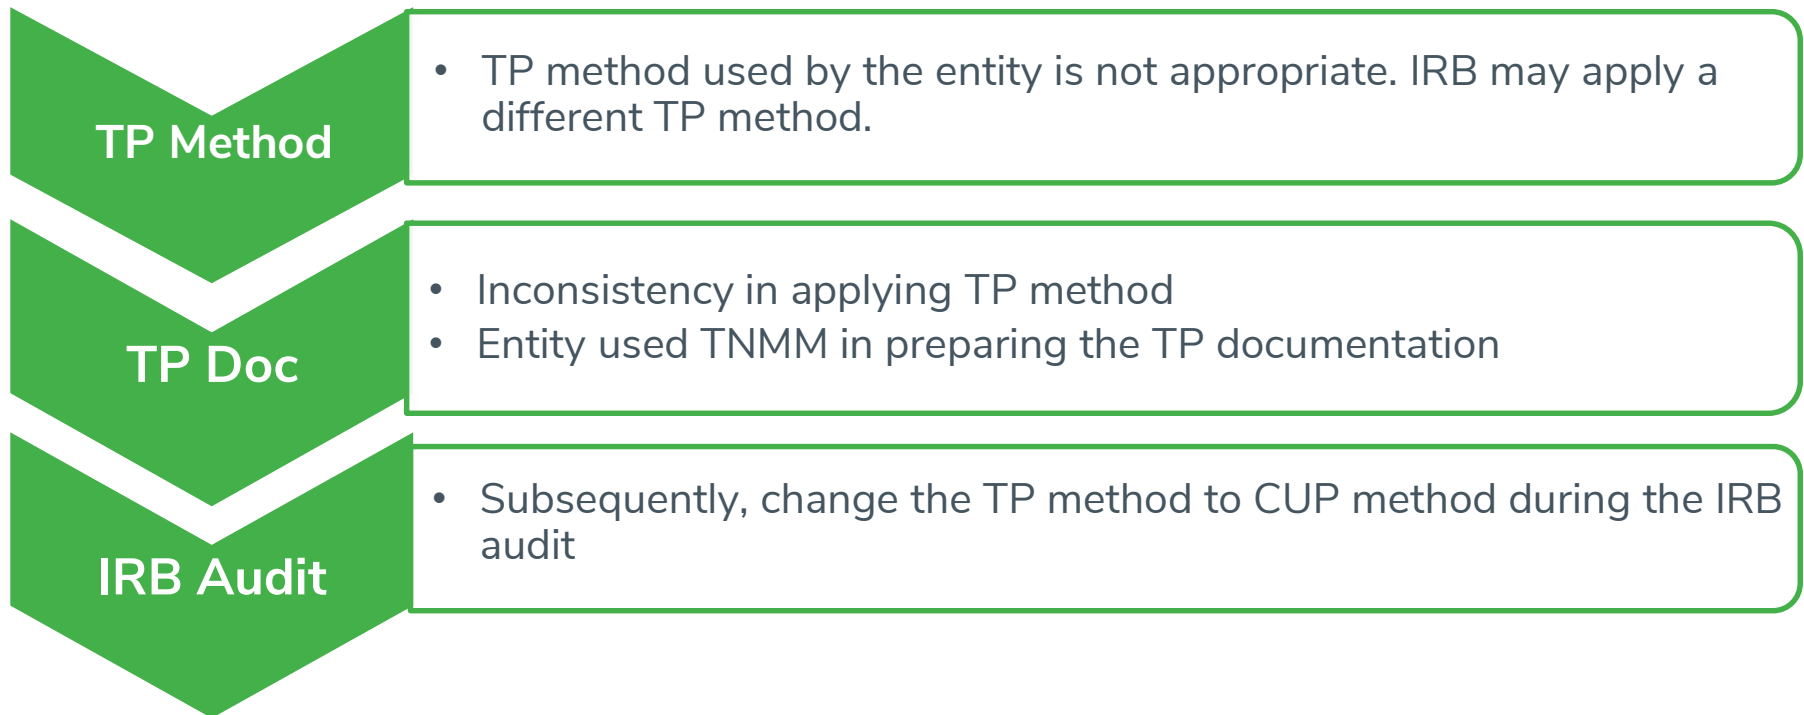 TP Method
• TP method used by the entity is not appropriate. IRB may apply a
different TP method.
TP Doc
• Inconsistency in applying TP method
• Entity used TNMM in preparing the TP documentation
IRB Audit
• Subsequently, change the TP method to CUP method during the IRB
audit